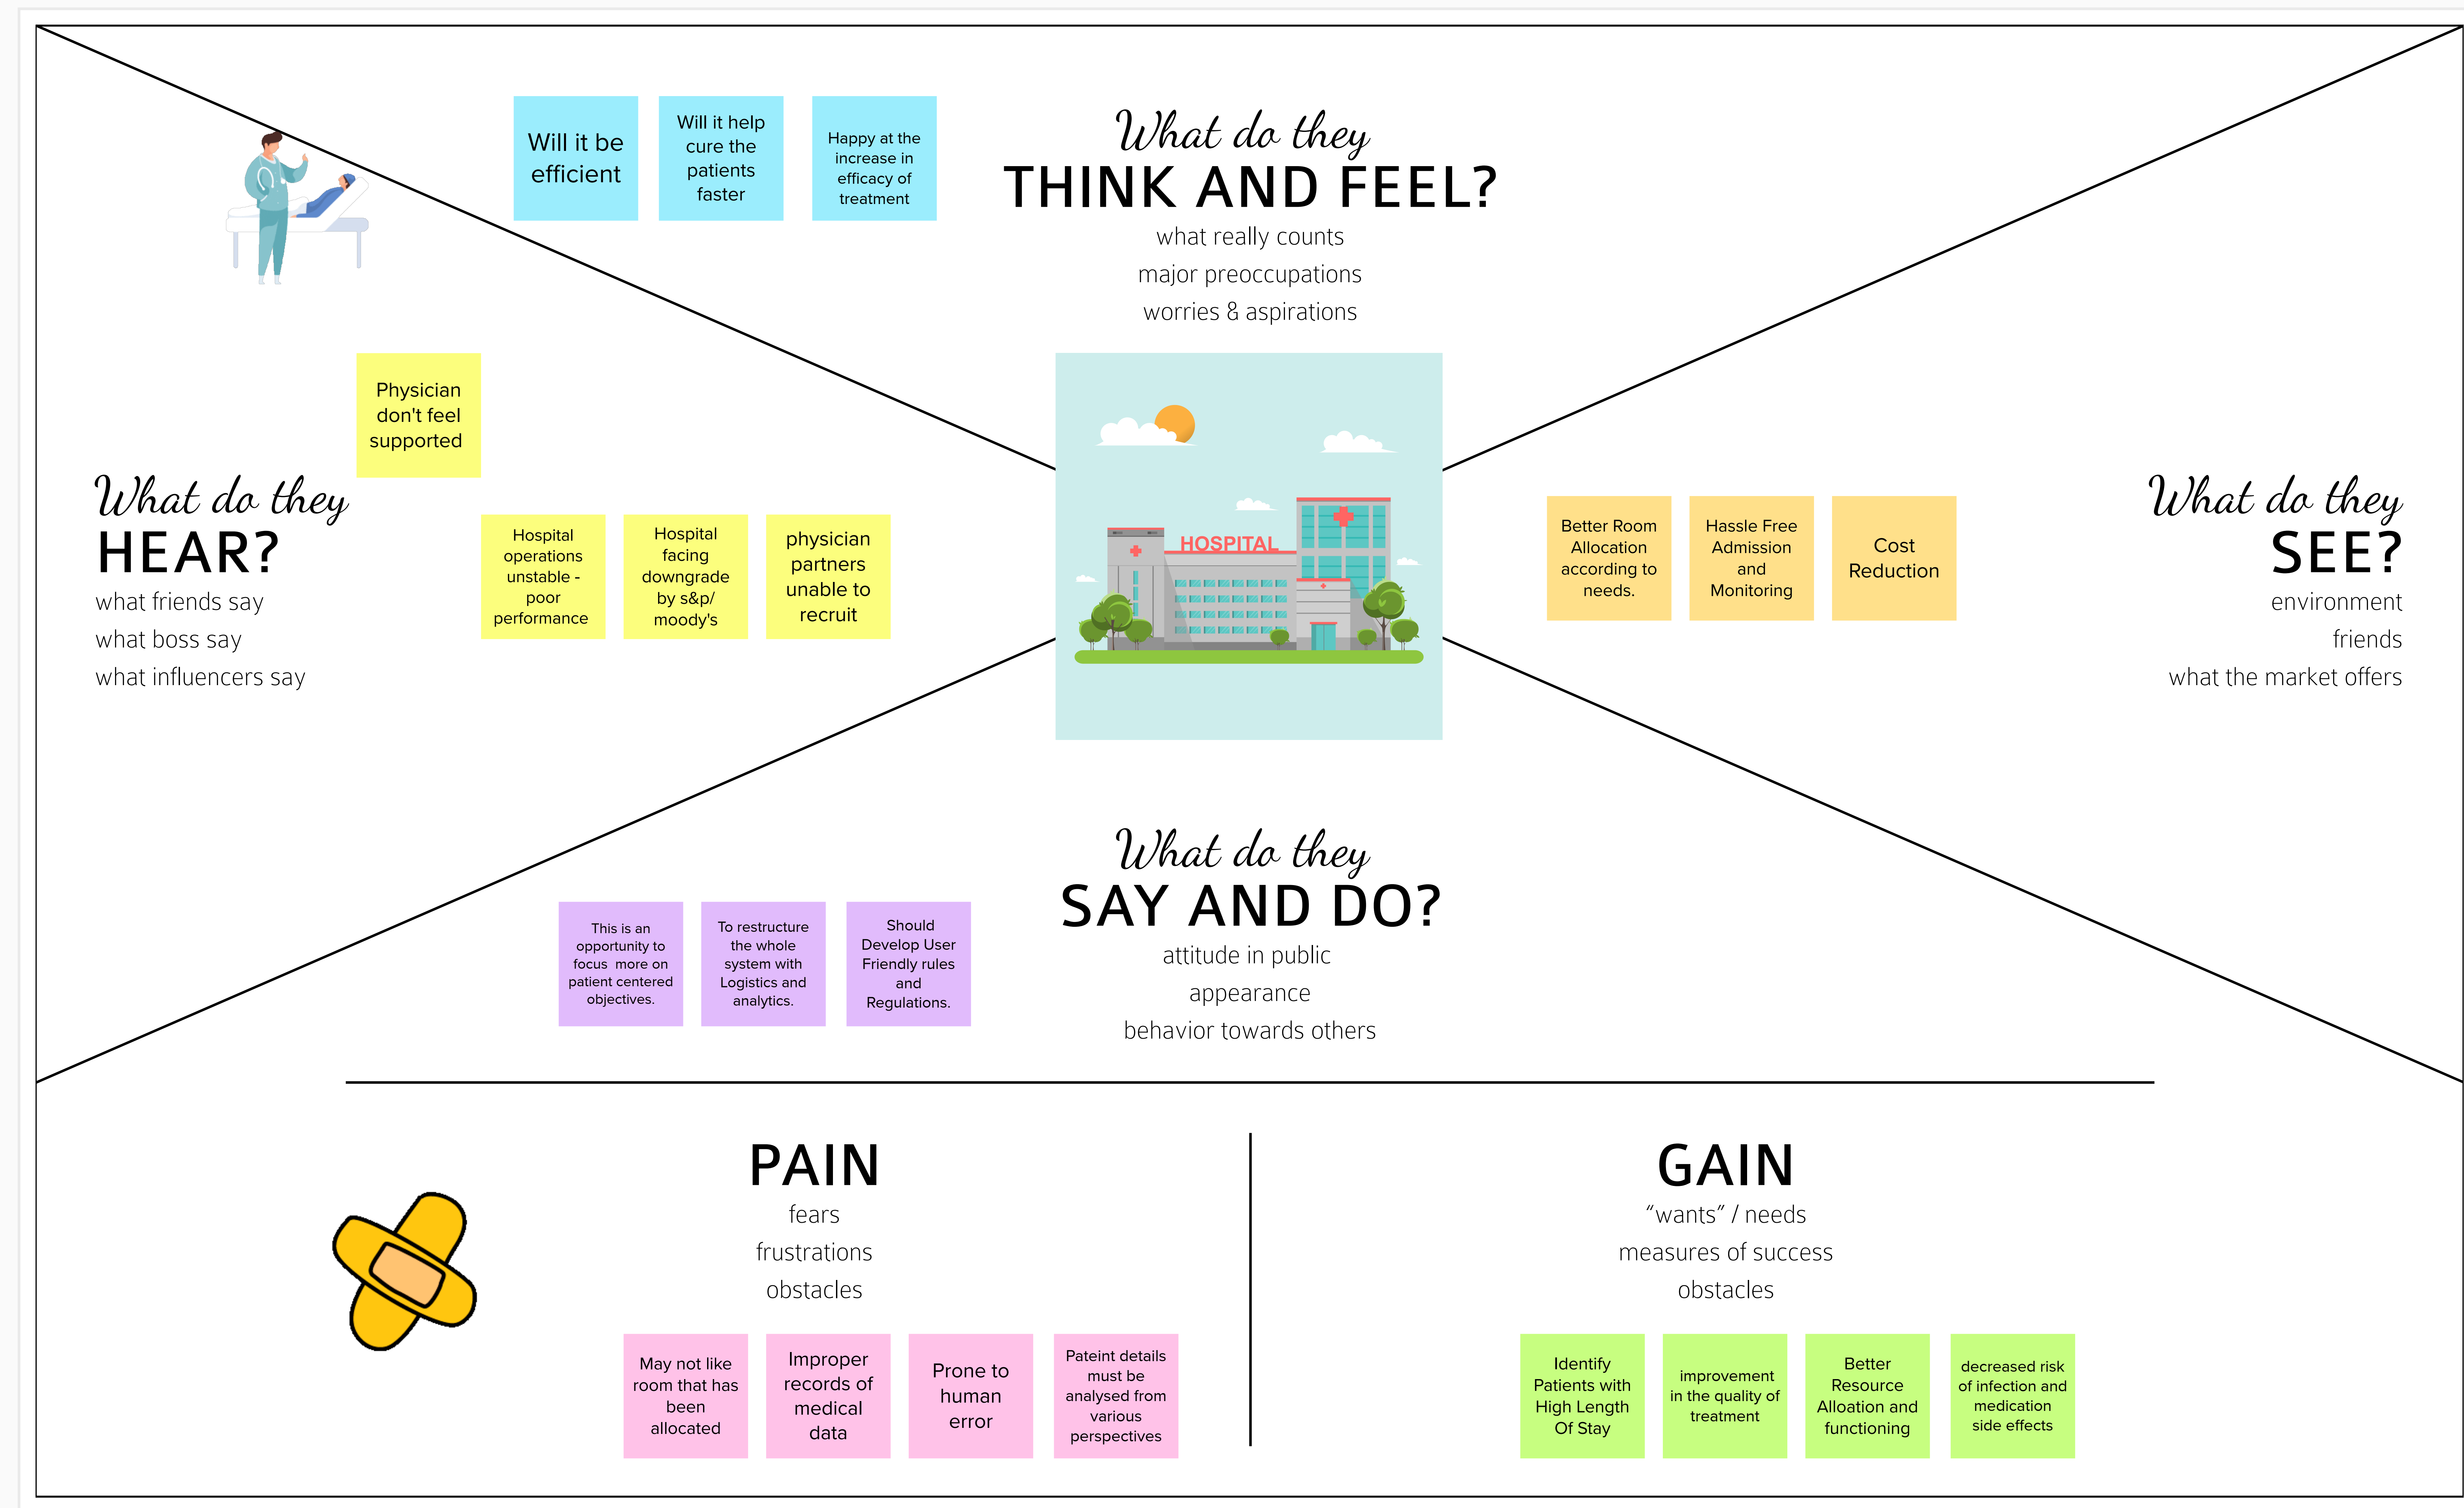 Will it be
efficient
Will it help
cure the
patients
faster
Happy at the
increase in
efficacy of
treatment
What do they
THINK AND FEEL?
what really counts
major preoccupations
worries & aspirations
Physician
don't feel
supported
What do they
HEAR?
what friends say
what boss say
what influencers say
Hospital
operations
unstable -
poor
performance
Hospital
facing
downgrade
by s&p/
moody's
physician
partners
unable to
recruit
HOSPITAL
Better Room
Allocation
according to
needs.
Hassle Free
Admission
and
Monitoring
Cost
Reduction
What do they
SEE?
environment
friends
what the market offers
What do they
SAY AND DO?
attitude in public
appearance
behavior towards others
This is an
opportunity to
focus  more on
patient centered
objectives.
To restructure
the whole
system with
Logistics and
analytics.
Should
Develop User
Friendly rules
and
Regulations.
PAIN
fears
frustrations
obstacles
May not like
room that has
been
allocated
Improper
records of
medical
data
Prone to
human
error
Pateint details
must be
analysed from
various
perspectives
GAIN
“wants” / needs
measures of success
obstacles
Identify
Patients with
High Length
Of Stay
improvement
in the quality of
treatment
Better
Resource
Alloation and
functioning
decreased risk
of infection and
medication
side effects